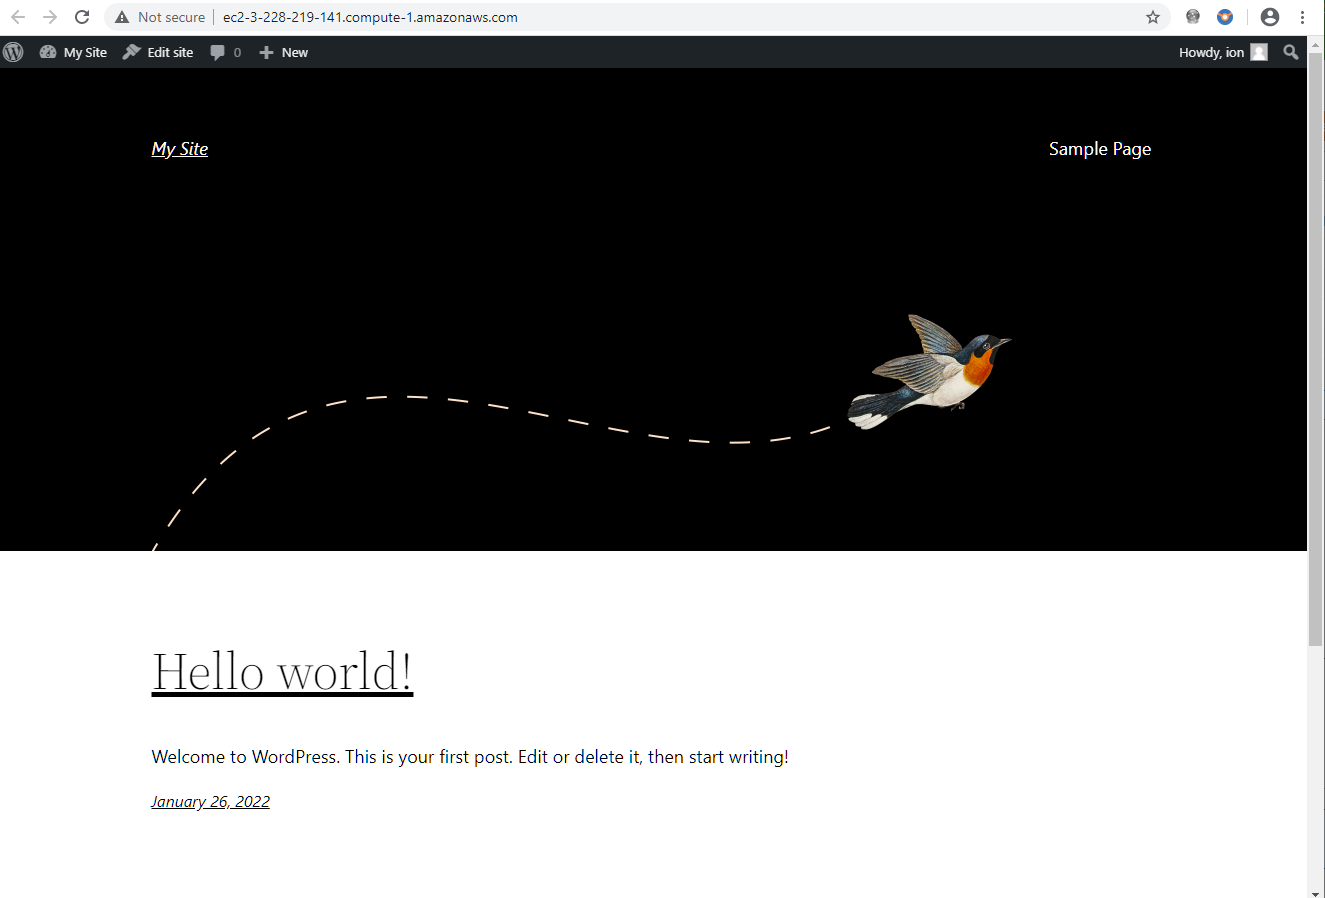 Not secure | ec2-3-228-219-141.compute-1.amazonaws.com
My Site Edit site 0 New Howdy, ion
My Site Sample Page
Hello world!
Welcome to WordPress. This is your first post. Edit or delete it, then start writing!
January 26, 2022